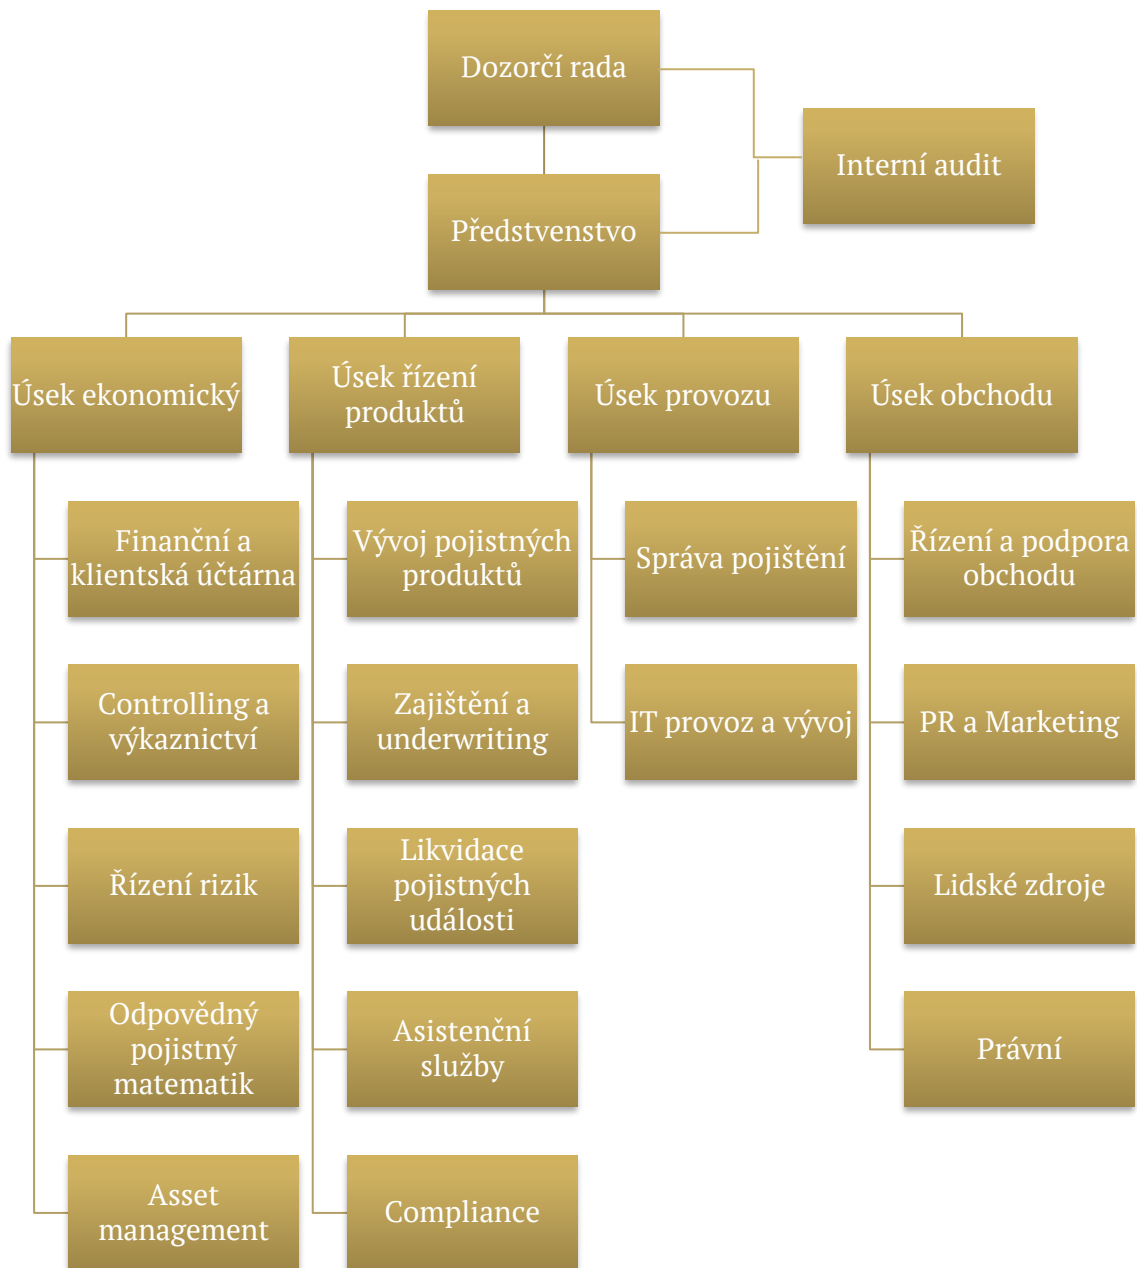 Dozorčí rada
Interní audit
Předstvenstvo
Úsek ekonomický
Úsek řízení
produktů
Úsek provozu
Úsek obchodu
Finanční a
klientská účtárna
Controlling a
výkaznictví
Řízení rizik
Odpovědný
pojistný
matematik
Asset
management
Vývoj pojistných
produktů
Zajištění a
underwriting
Likvidace
pojistných
události
Asistenční
služby
Compliance
Správa pojištění
IT provoz a vývoj
Řízení a podpora
obchodu
PR a Marketing
Lidské zdroje
Právní